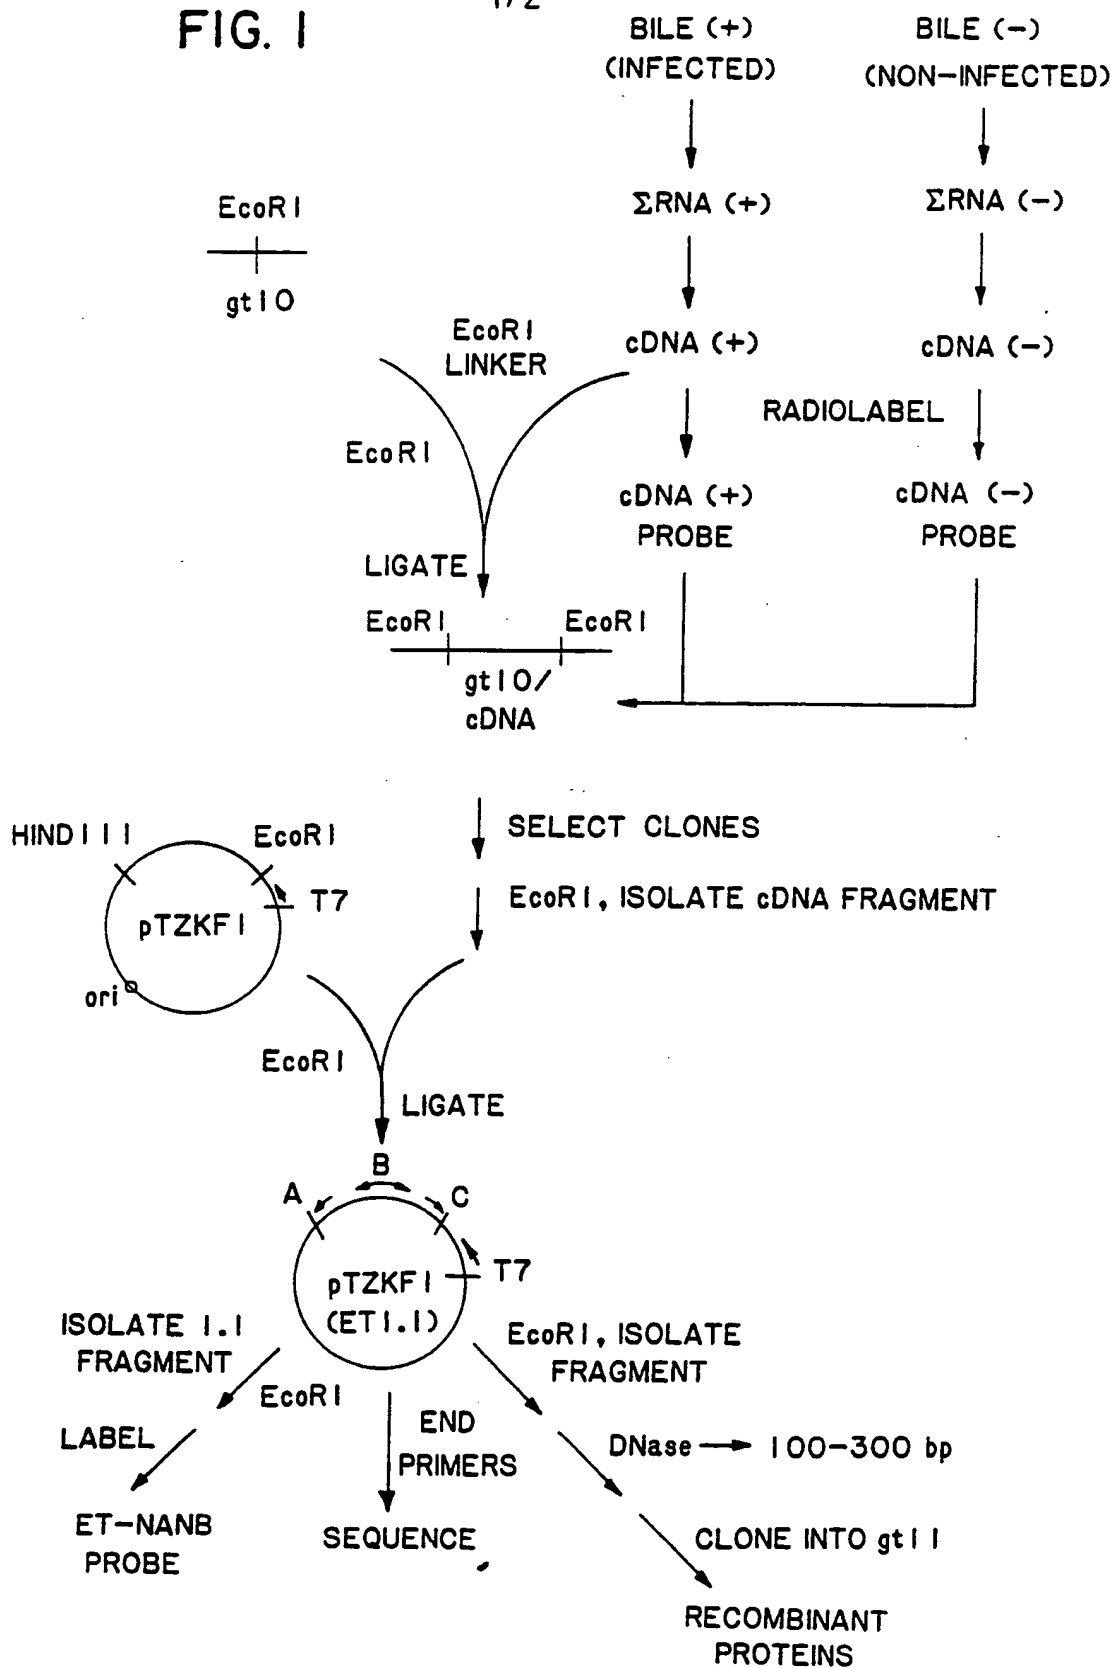 FIG. 1
1/2
BILE (+)
(INFECTED)
BILE (-)
(NON-INFECTED)
ΣRNA (+)
ΣRNA (-)
EcoRI
gt10
EcoRI
LINKER
cDNA (+)
cDNA (-)
RADIOLABEL
EcoRI
cDNA (+)
PROBE
cDNA (-)
PROBE
LIGATE
EcoRI
EcoRI
gt10/
cDNA
SELECT CLONES
HINDIII
EcoRI
T7
pTZKF1
ori
EcoRI, ISOLATE cDNA FRAGMENT
EcoRI
LIGATE
B
A
C
T7
pTZKF1
(ET1.1)
ISOLATE 1.1
FRAGMENT
EcoRI, ISOLATE
FRAGMENT
EcoRI
LABEL
END
PRIMERS
DNase → 100-300 bp
ET-NANB
PROBE
SEQUENCE
CLONE INTO gt11
RECOMBINANT
PROTEINS